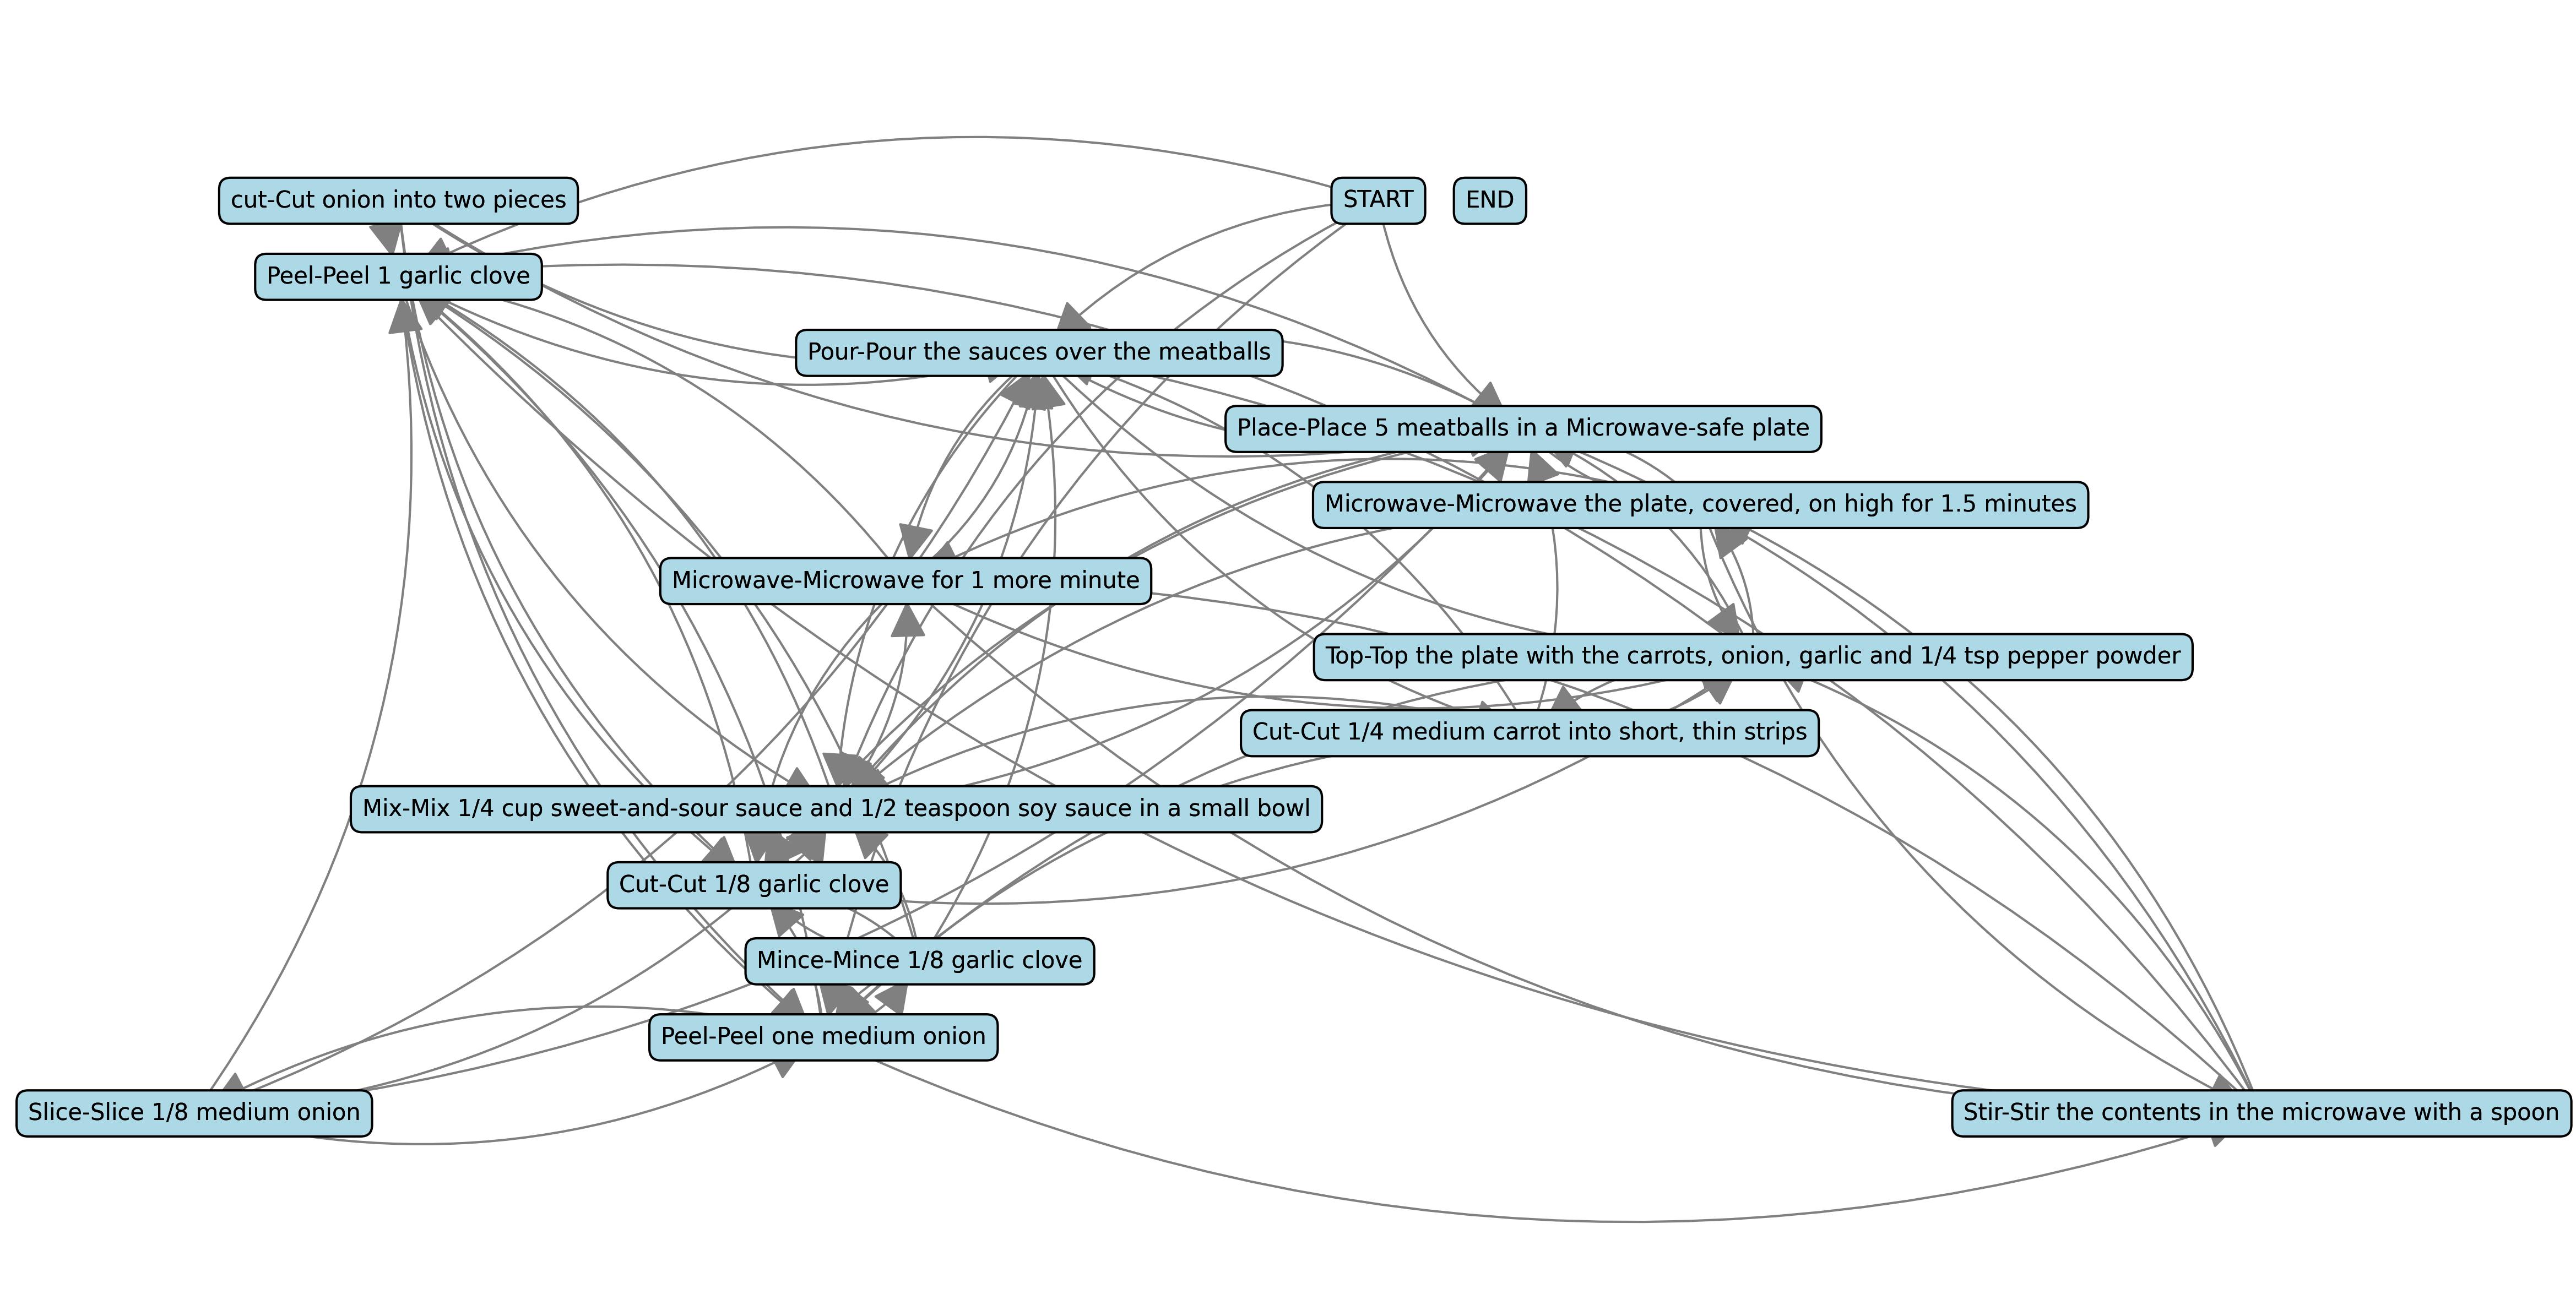 cut-Cut onion into two pieces
START
END
Peel-Peel 1 garlic clove
Pour-Pour the sauces over the meatballs
Place-Place 5 meatballs in a Microwave-safe plate
Microwave-Microwave the plate, covered, on high for 1.5 minutes
Microwave-Microwave for 1 more minute
Top-Top the plate with the carrots, onion, garlic and 1/4 tsp pepper powder
Cut-Cut 1/4 medium carrot into short, thin strips
Mix-Mix 1/4 cup sweet-and-sour sauce and 1/2 teaspoon soy sauce in a small bowl
Cut-Cut 1/8 garlic clove
Mince-Mince 1/8 garlic clove
Peel-Peel one medium onion
Slice-Slice 1/8 medium onion
Stir-Stir the contents in the microwave with a spoon